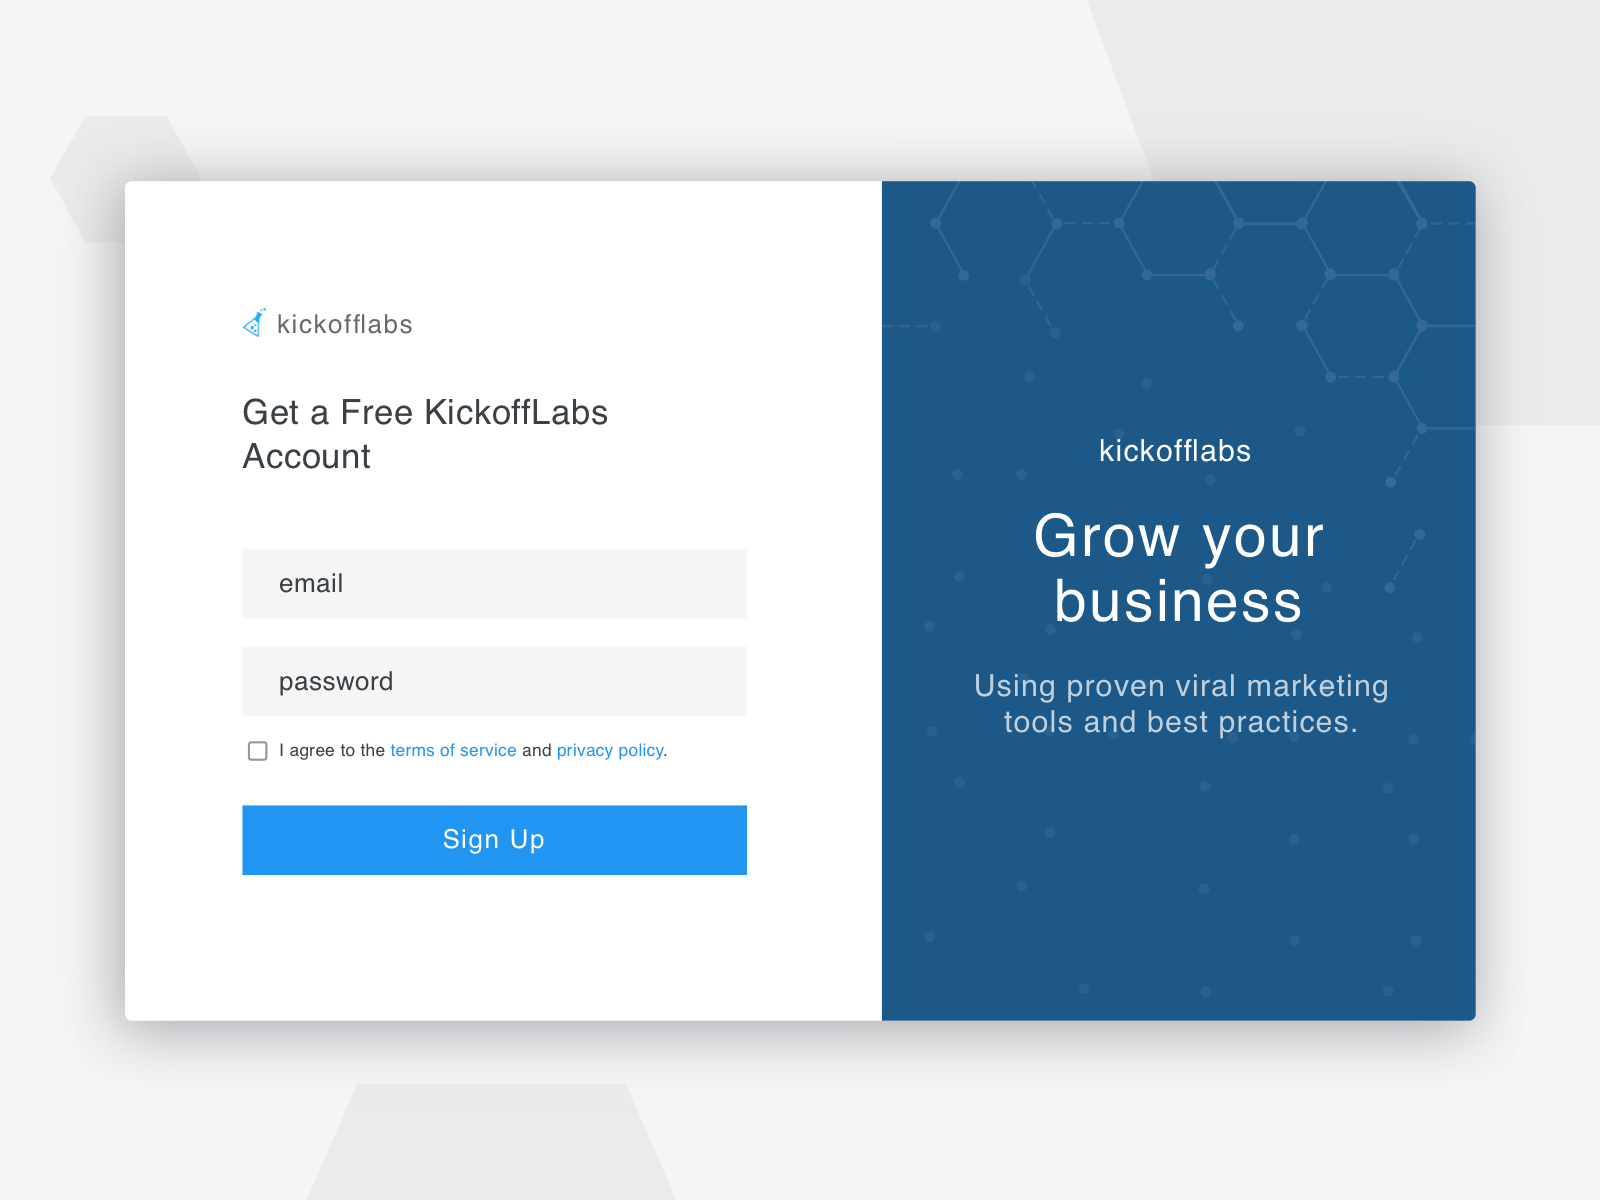 kickofflabs
Get a Free KickoffLabs
Account
email
password
I agree to the terms of service and privacy policy.
Sign Up
kickofflabs
Grow your
business
Using proven viral marketing
tools and best practices.